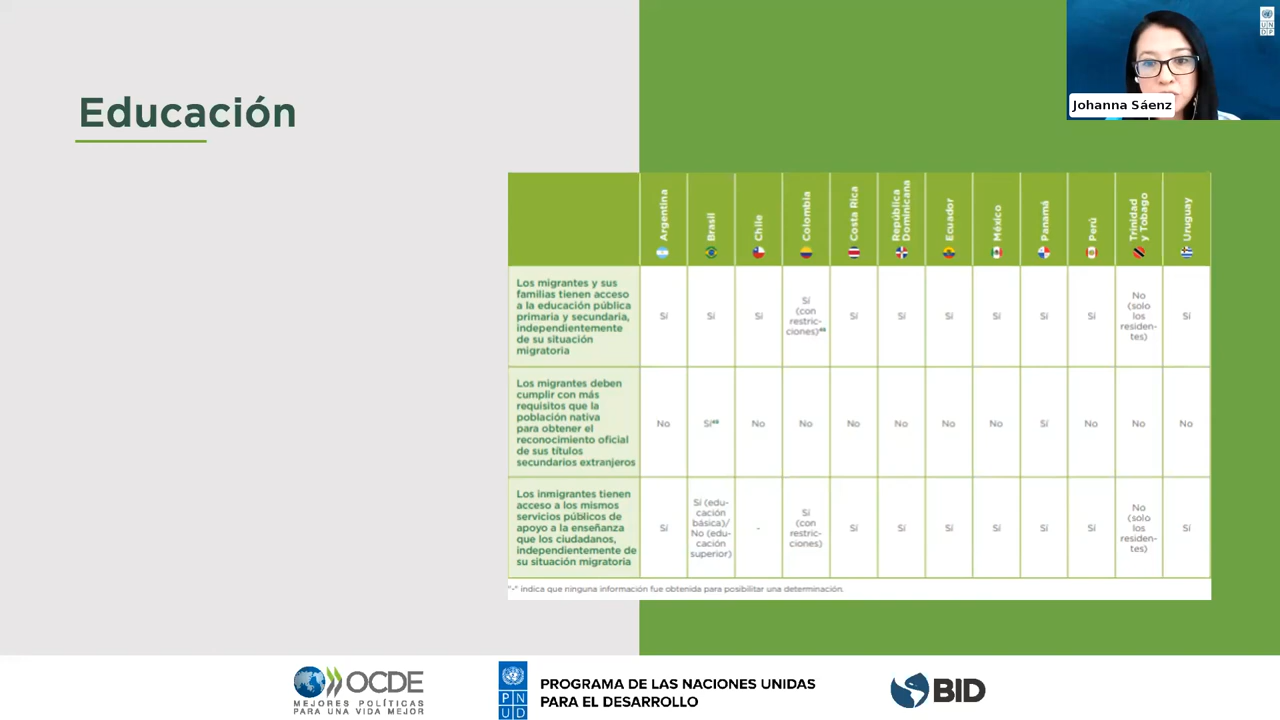 UN
DP
Johanna Sáenz
Educación
Argentina
Brasil
Chile
Colombia
Costa Rica
República
Dominicana
Ecuador
México
Panamá
Perú
Trinidad
y Tobago
Uruguay
Los migrantes y sus
familias tienen acceso
a la educación pública
primaria y secundaria,
independientemente
de su situación
migratoria
Sí
Sí
Sí
Sí
(con
restric-
ciones)
Sí
Sí
Sí
Sí
Sí
Sí
No
(solo
los
residen-
tes)
Sí
Los migrantes deben
cumplir con más
requisitos que la
población nativa
para obtener el
reconocimiento oficial
de sus títulos
secundarios extranjeros
No
Sí
No
No
No
No
No
No
Sí
No
No
No
Los inmigrantes tienen
acceso a los mismos
servicios públicos de
apoyo a la enseñanza
que los ciudadanos,
independientemente de
su situación migratoria
Sí
Sí (edu-
cación
básica)/
No (edu-
cación
superior)
-
Sí
(con
restric-
ciones)
Sí
Sí
Sí
Sí
Sí
Sí
No
(solo
los
residen-
tes)
Sí
"-" indica que ninguna información fue obtenida para posibilitar una determinación.
OCDE
MEJORES POLÍTICAS
PARA UNA VIDA MEJOR
PN
UD
PROGRAMA DE LAS NACIONES UNIDAS
PARA EL DESARROLLO
BID